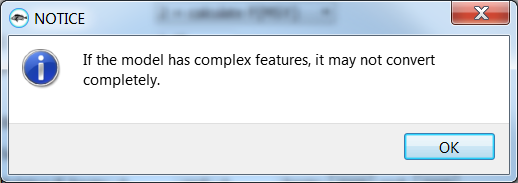 NOTICE
If the model has complex features, it may not convert
completely.
OK